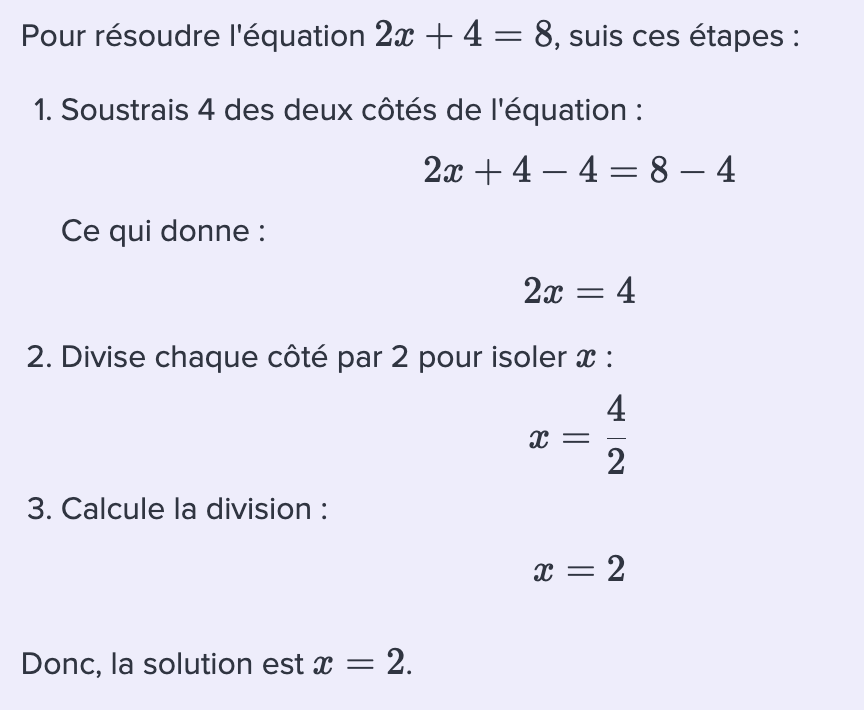 Pour résoudre l'équation 2x + 4 = 8, suis ces étapes :
1. Soustrais 4 des deux côtés de l'équation :
2x + 4 − 4 = 8 − 4
Ce qui donne :
2x = 4
2. Divise chaque côté par 2 pour isoler x :
x = 4/2
3. Calcule la division :
x = 2
Donc, la solution est x = 2.